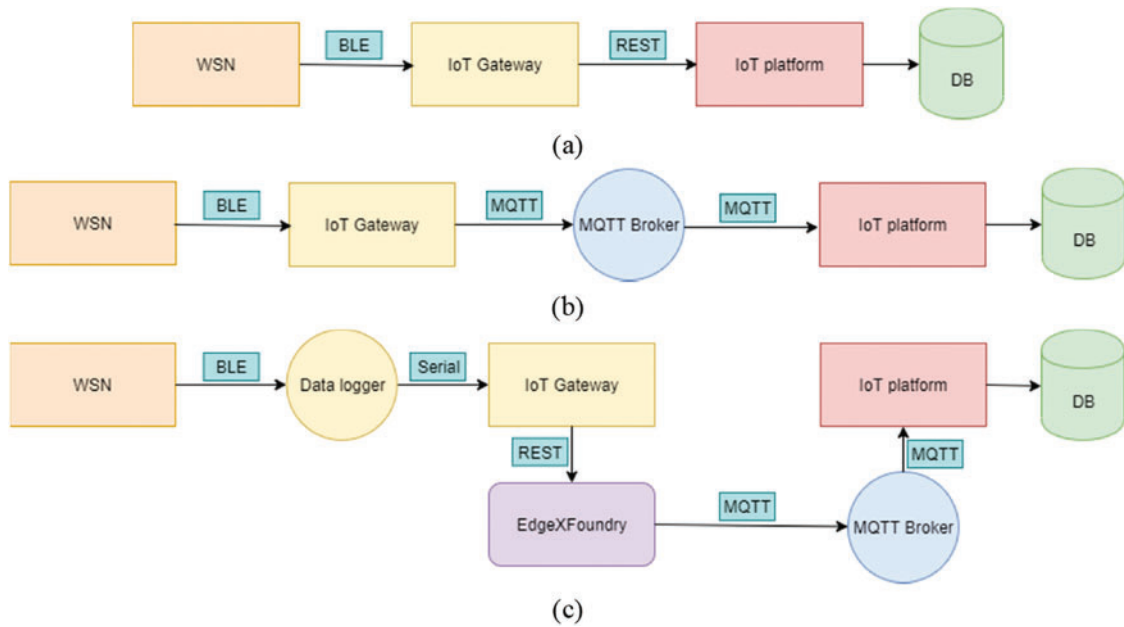 BLE
REST
WSN
IoT Gateway
IoT platform
DB
(a)
BLE
MQTT
MQTT
WSN
IoT Gateway
MQTT Broker
IoT platform
DB
(b)
BLE
Serial
WSN
Data logger
IoT Gateway
IoT platform
DB
REST
MQTT
EdgeXFoundry
MQTT
MQTT Broker
(c)